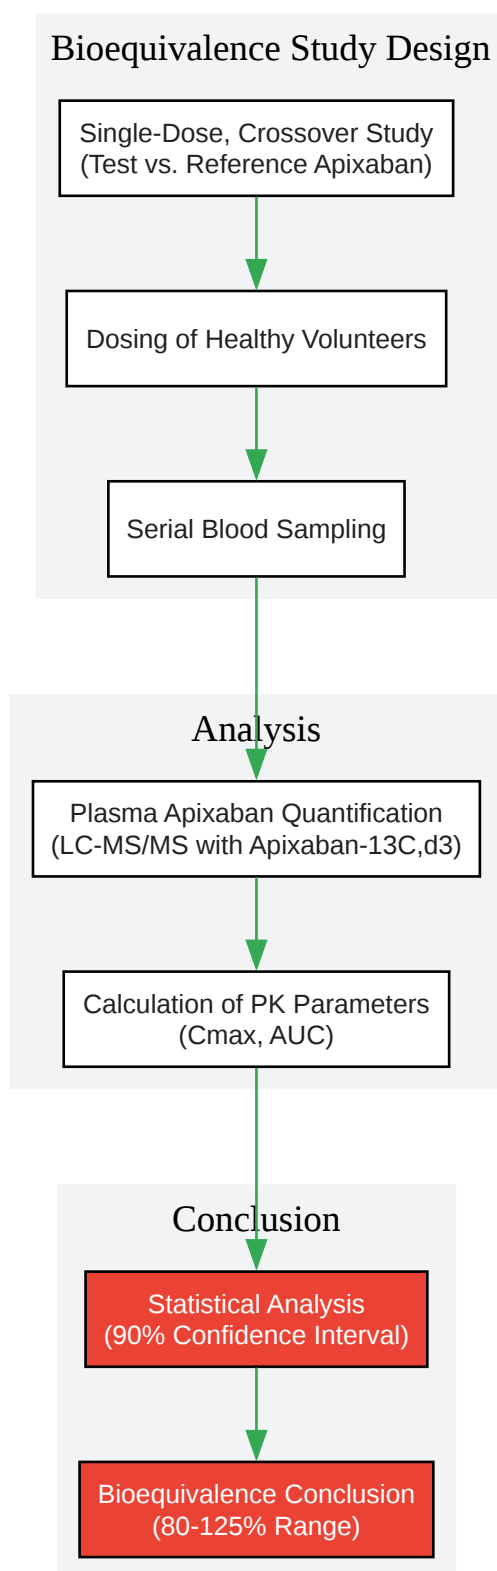 Bioequivalence Study Design
Single-Dose, Crossover Study
(Test vs. Reference Apixaban)
Dosing of Healthy Volunteers
Serial Blood Sampling
Analysis
Plasma Apixaban Quantification
(LC-MS/MS with Apixaban-13C,d3)
Calculation of PK Parameters
(Cmax, AUC)
Conclusion
Statistical Analysis
(90% Confidence Interval)
Bioequivalence Conclusion
(80-125% Range)